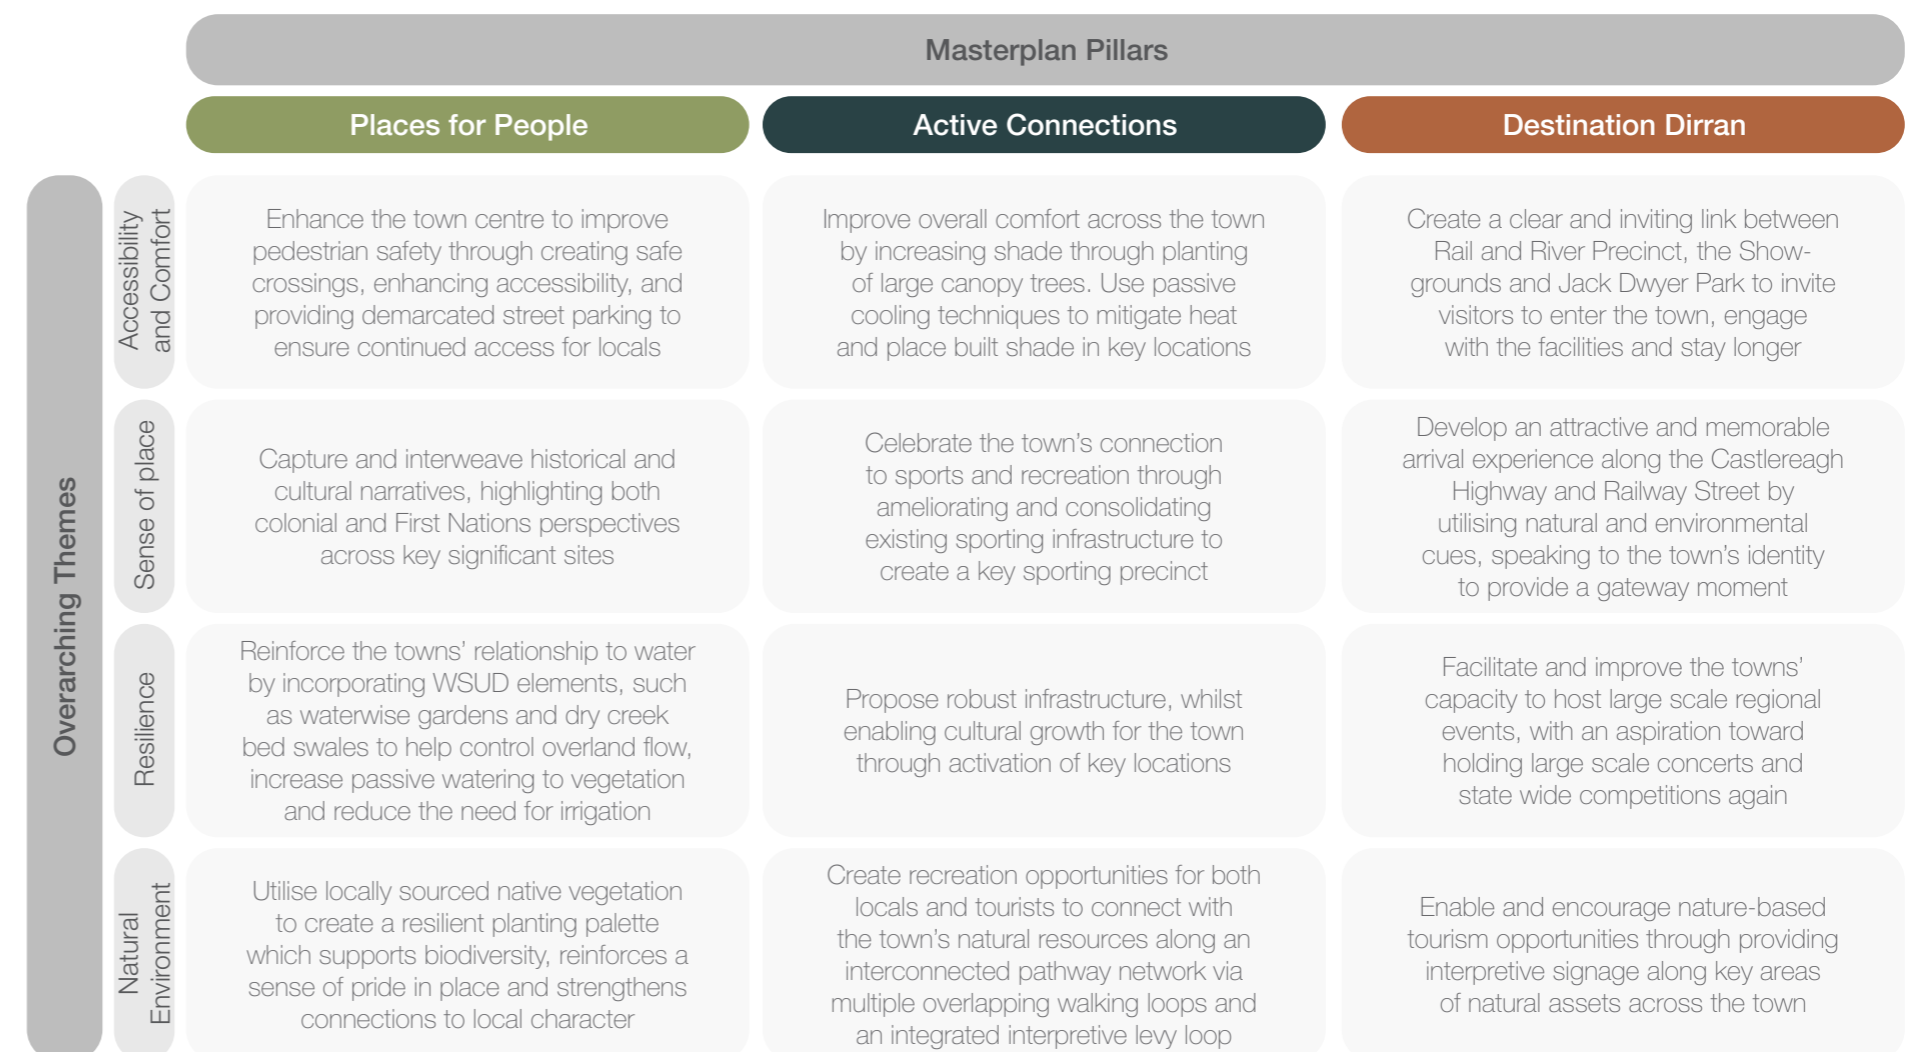 Masterplan Pillars
Places for People
Active Connections
Destination Dirran
Overarching Themes
Accessibility
and Comfort
Enhance the town centre to improve
pedestrian safety through creating safe
crossings, enhancing accessibility, and
providing demarcated street parking to
ensure continued access for locals
Improve overall comfort across the town
by increasing shade through planting
of large canopy trees. Use passive
cooling techniques to mitigate heat
and place built shade in key locations
Create a clear and inviting link between
Rail and River Precinct, the Show-
grounds and Jack Dwyer Park to invite
visitors to enter the town, engage
with the facilities and stay longer
Sense of place
Capture and interweave historical and
cultural narratives, highlighting both
colonial and First Nations perspectives
across key significant sites
Celebrate the town's connection
to sports and recreation through
ameliorating and consolidating
existing sporting infrastructure to
create a key sporting precinct
Develop an attractive and memorable
arrival experience along the Castlereagh
Highway and Railway Street by
utilising natural and environmental
cues, speaking to the town's identity
to provide a gateway moment
Resilience
Reinforce the towns' relationship to water
by incorporating WSUD elements, such
as waterwise gardens and dry creek
bed swales to help control overland flow,
increase passive watering to vegetation
and reduce the need for irrigation
Propose robust infrastructure, whilst
enabling cultural growth for the town
through activation of key locations
Facilitate and improve the towns'
capacity to host large scale regional
events, with an aspiration toward
holding large scale concerts and
state wide competitions again
Natural
Environment
Utilise locally sourced native vegetation
to create a resilient planting palette
which supports biodiversity, reinforces a
sense of pride in place and strengthens
connections to local character
Create recreation opportunities for both
locals and tourists to connect with
the town's natural resources along an
interconnected pathway network via
multiple overlapping walking loops and
an integrated interpretive levy loop
Enable and encourage nature-based
tourism opportunities through providing
interpretive signage along key areas
of natural assets across the town